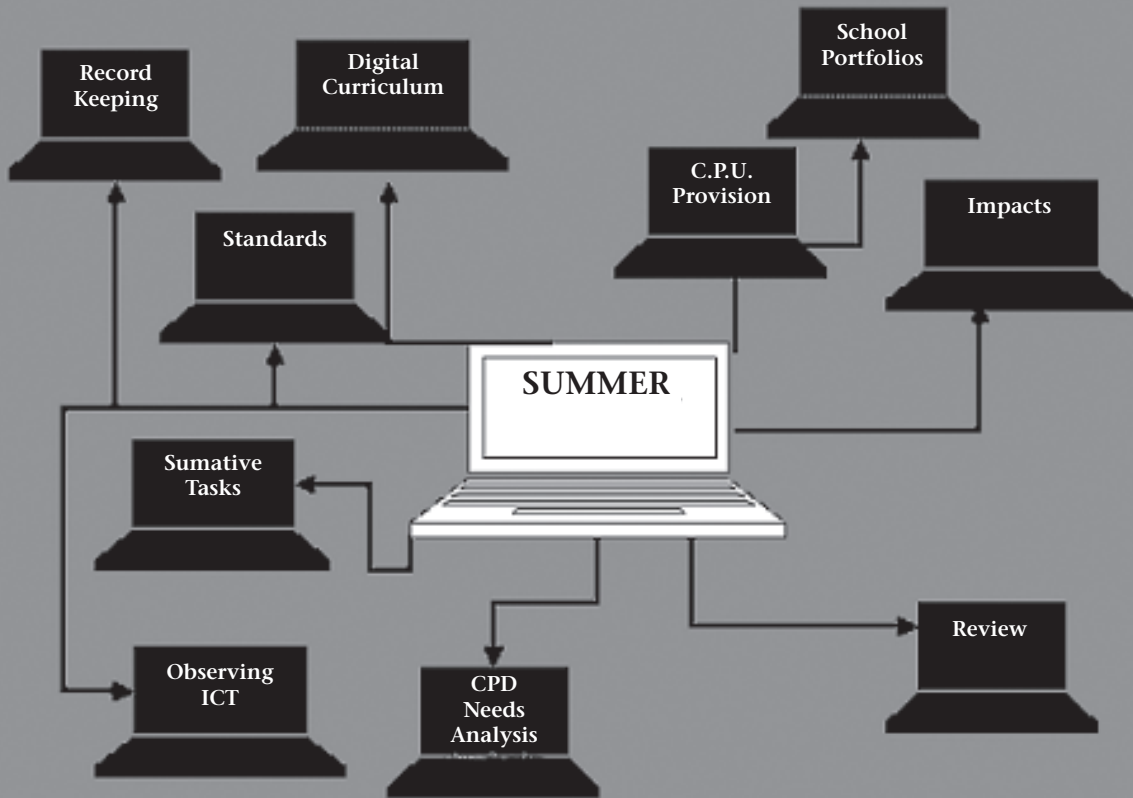 School
Portfolios
Digital
Curriculum
Record
Keeping
C.P.U.
Provision
Impacts
Standards
SUMMER
Sumative
Tasks
Review
Observing
ICT
CPD
Needs
Analysis